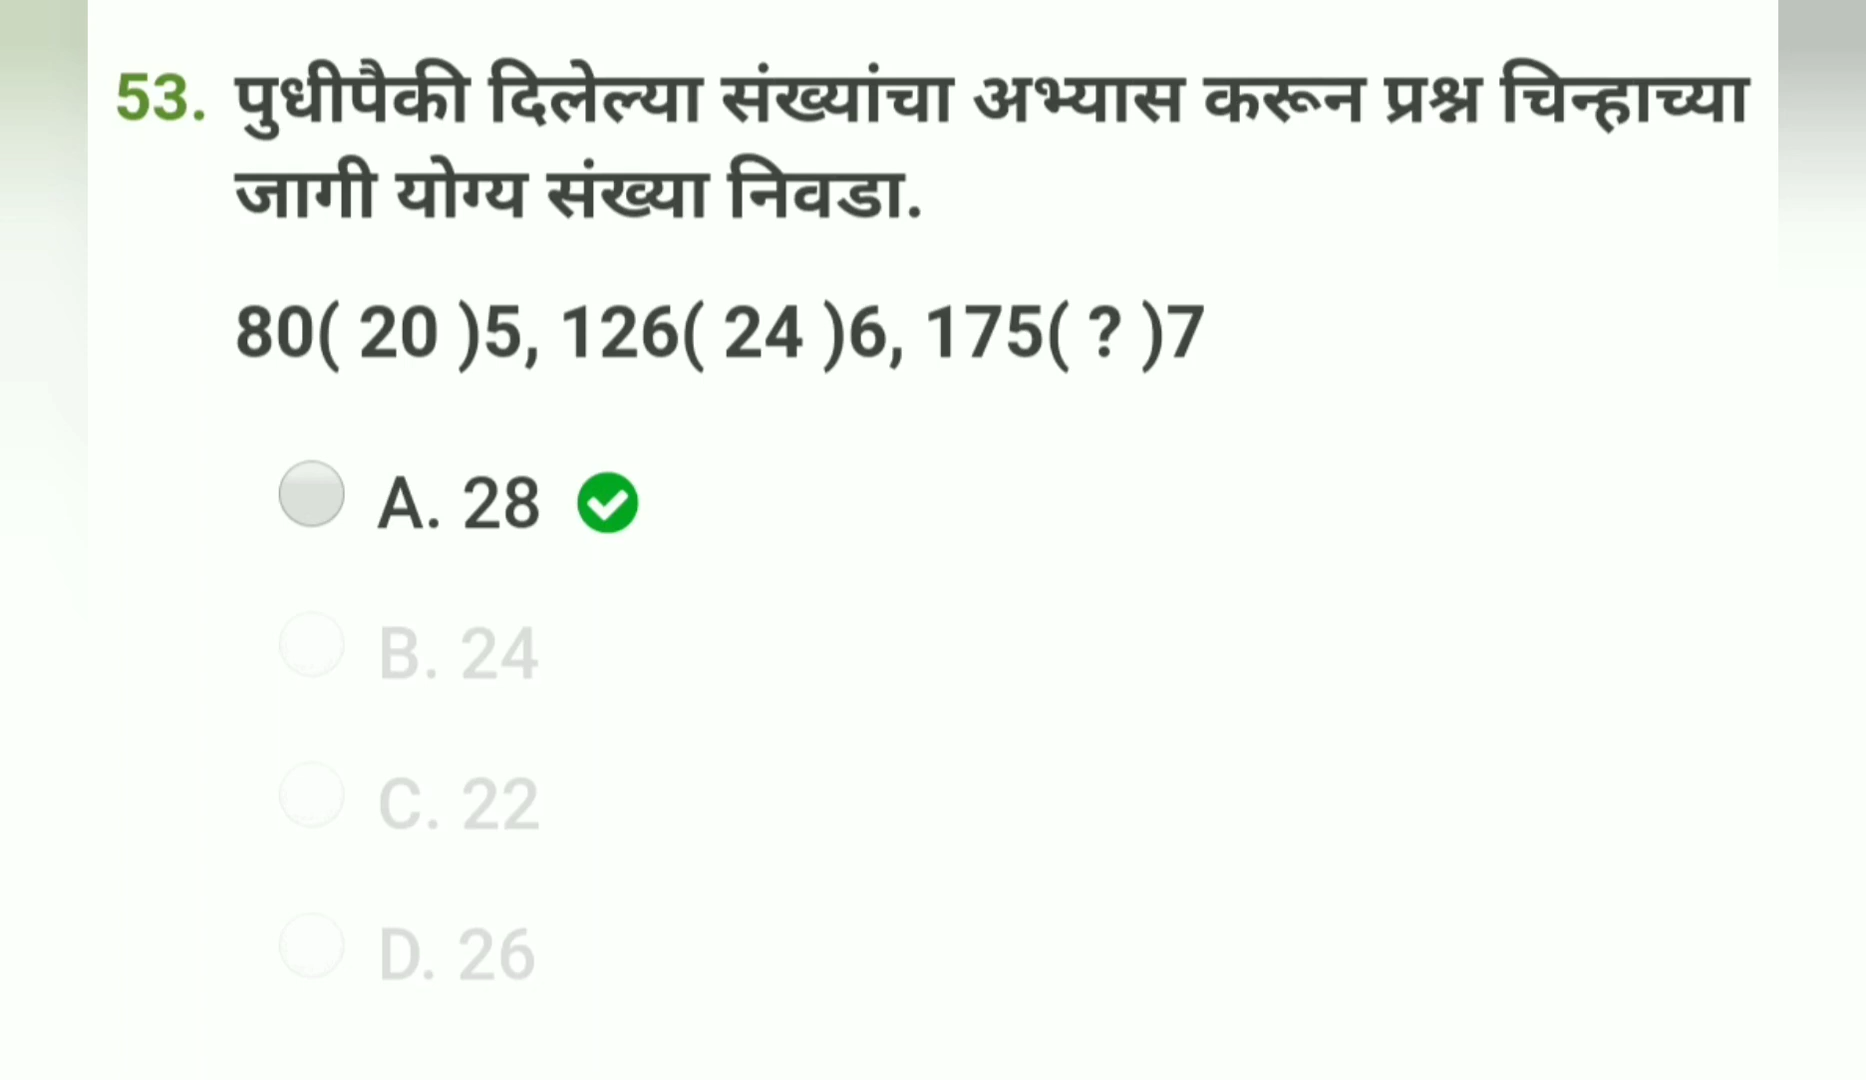 53. पुधीपैकी दिलेल्या संख्यांचा अभ्यास करून प्रश्न चिन्हाच्या
जागी योग्य संख्या निवडा.
80( 20 )5, 126( 24 )6, 175( ? )7
A. 28
B. 24
C. 22
D. 26